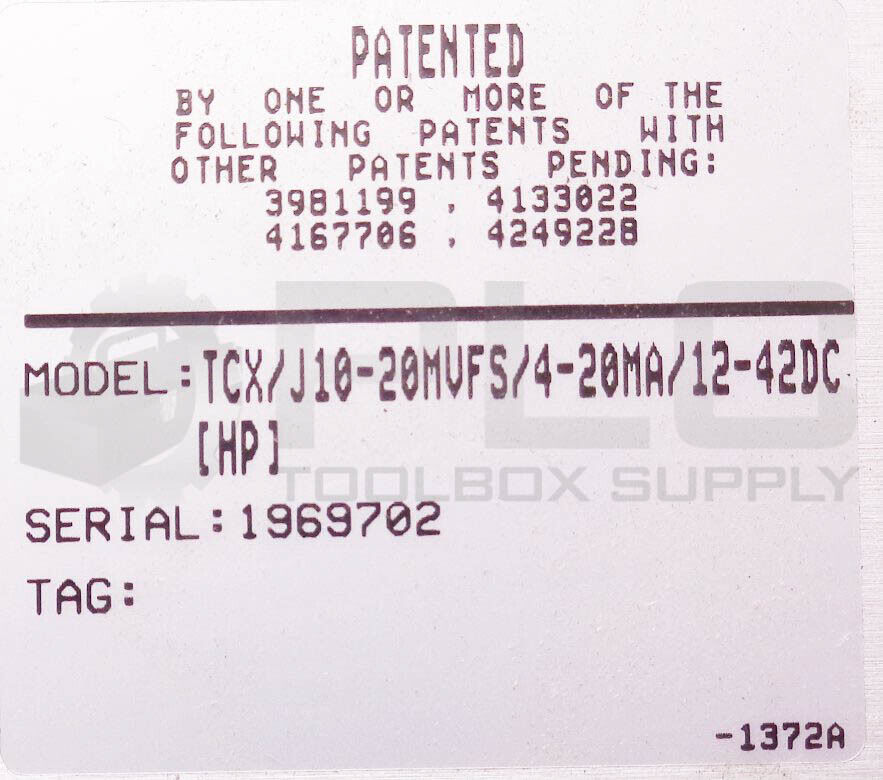 PATENTED
BY ONE OR MORE OF THE
FOLLOWING PATENTS WITH
OTHER PATENTS PENDING:
3981199 , 4133022
4167706 , 4249228
PLC
TOOLBOX SUPPLY
MODEL:TCX/J10-20MVFS/4-20MA/12-42DC
[HP]
SERIAL:1969702
TAG:
-1372A